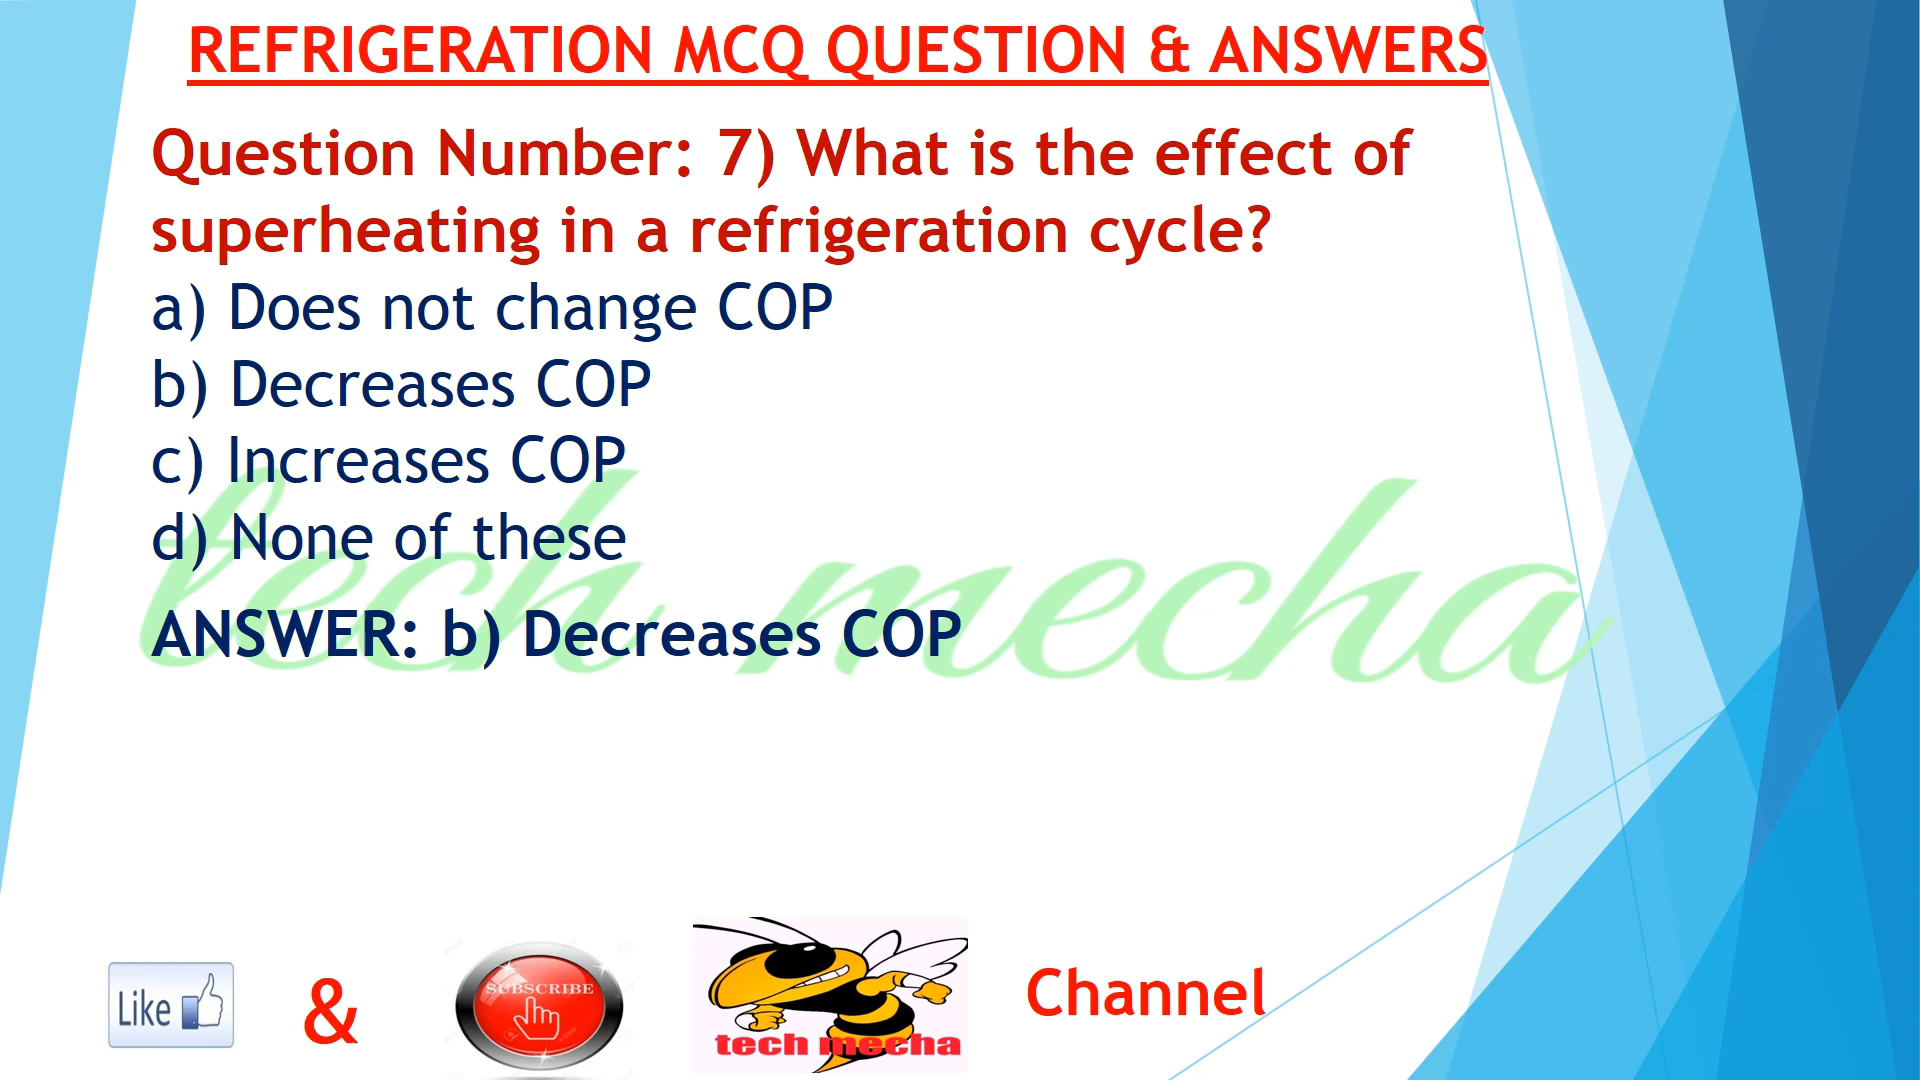 REFRIGERATION MCQ QUESTION & ANSWERS
Question Number: 7) What is the effect of
superheating in a refrigeration cycle?
a) Does not change COP
b) Decreases COP
c) Increases COP
d) None of these
ANSWER: b) Decreases COP
tech mecha
Like
&
SUBSCRIBE
tech mecha
Channel